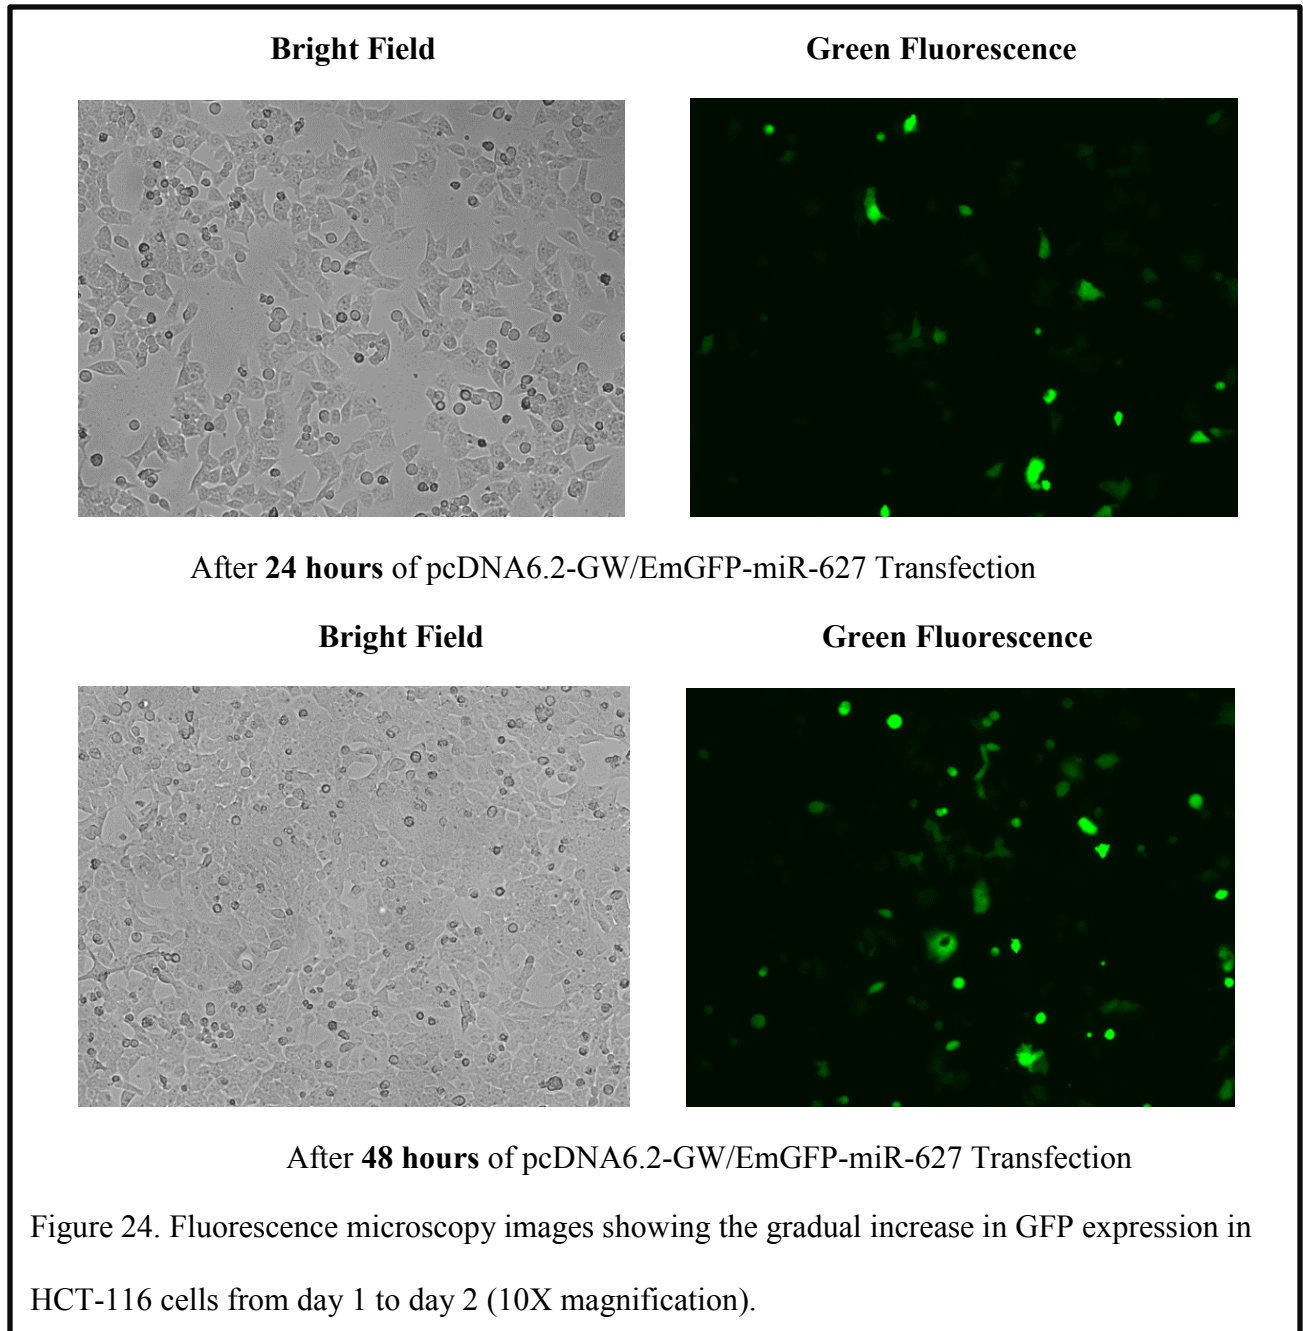 Bright Field
Green Fluorescence
After 24 hours of pcDNA6.2-GW/EmGFP-miR-627 Transfection
Bright Field
Green Fluorescence
After 48 hours of pcDNA6.2-GW/EmGFP-miR-627 Transfection
Figure 24. Fluorescence microscopy images showing the gradual increase in GFP expression in
HCT-116 cells from day 1 to day 2 (10X magnification).